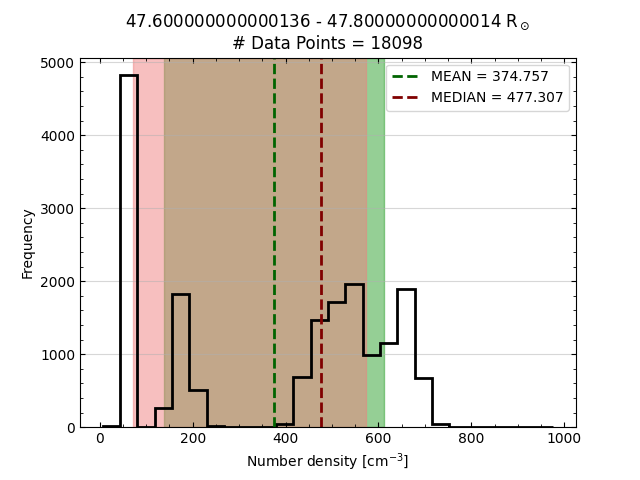 47.600000000000136 - 47.80000000000014 R⊙
# Data Points = 18098
MEAN = 374.757
MEDIAN = 477.307
Frequency
5000
4000
3000
2000
1000
0
0 200 400 600 800 1000
Number density [cm⁻³]